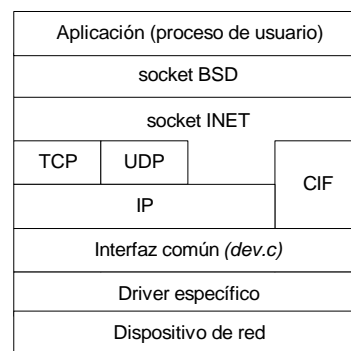 Aplicación (proceso de usuario)
socket BSD
socket INET
TCP UDP
CIF
IP
Interfaz común (dev.c)
Driver específico
Dispositivo de red